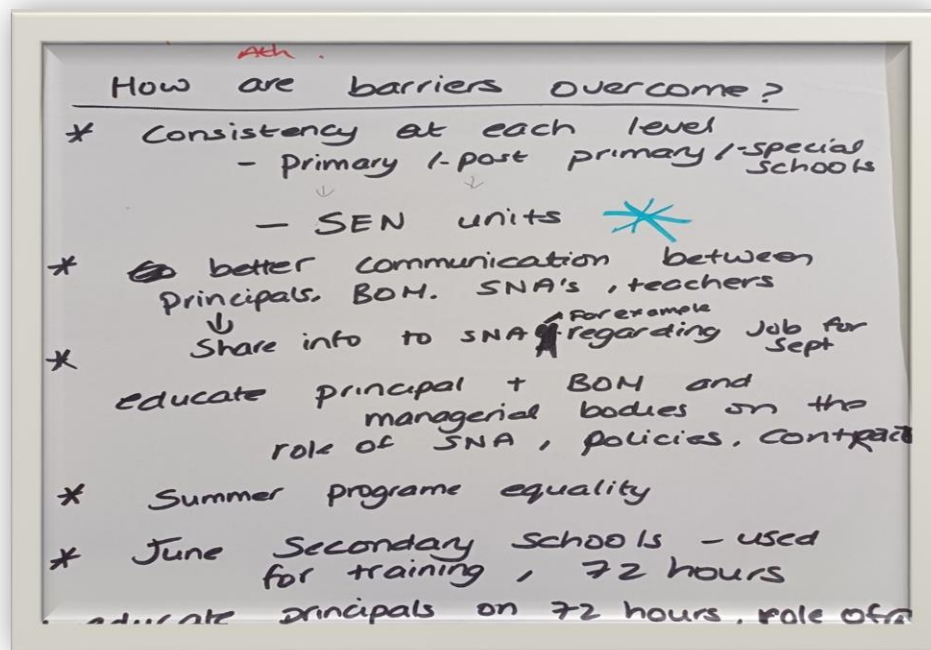 Ath.
How are barriers overcome?
* Consistency at each level
- Primary /-post primary /-special schools
- SEN units
* better communication between
principals. BOM. SNA's, teachers
↓ For example
Share info to SNA regarding Job for Sept
*
educate principal + BOM and
managerial bodies on the
role of SNA, policies. Contract
* Summer programe equality
* June Secondary Schools - used
for training, 72 hours
educate principals on 72 hours. role of